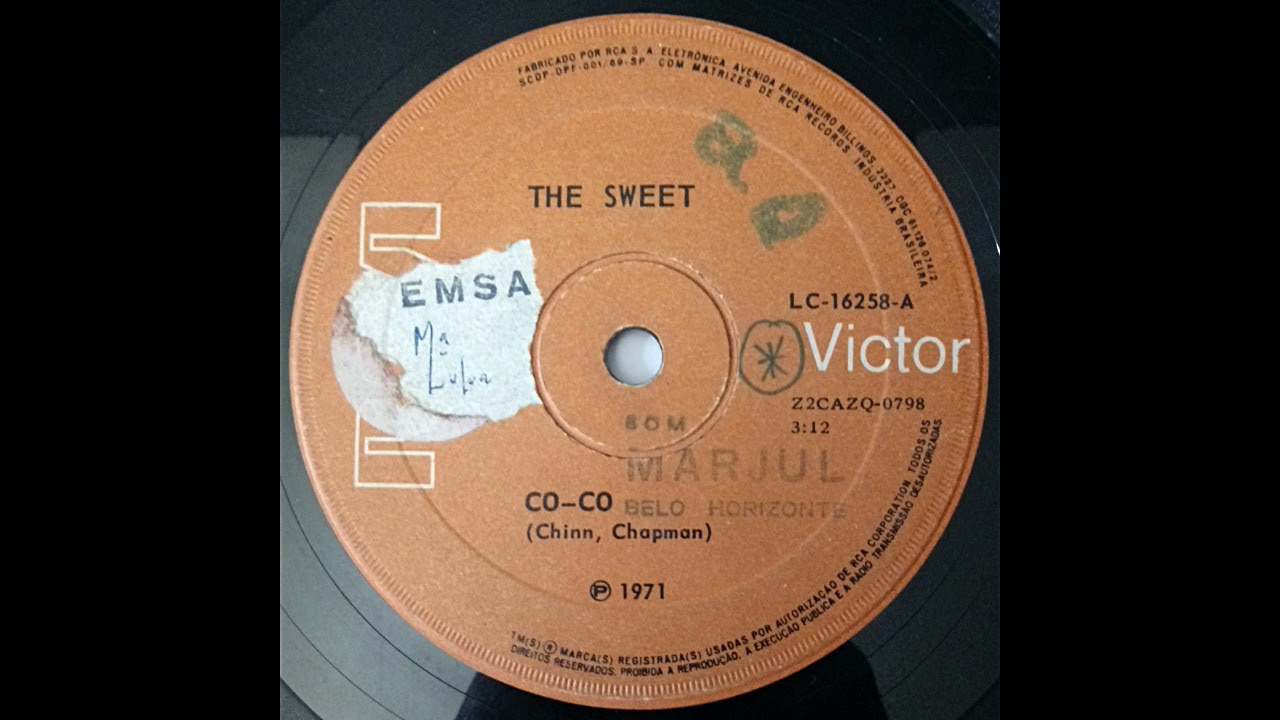 FABRICADO POR RCA S. A. ELETRÔNICA, AVENIDA ENGENHEIRO BILLINGS, 2227, CGC 61.126.074/2.
SCDP-DPF-001/69-SP. COM MATRIZES DE RCA RECORDS INDÚSTRIA BRASILEIRA
THE SWEET
EMSA
LC-16258-A
Victor
Z2CAZQ-0798
3:12
SOM
MARJUL
BELO HORIZONTE
CO-CO
(Chinn, Chapman)
℗ 1971
TM(S) ® MARCA(S) REGISTRADA(S) USADAS POR AUTORIZAÇÃO DE RCA CORPORATION. TODOS OS
DIREITOS RESERVADOS. PROIBIDA A REPRODUÇÃO, A EXECUÇÃO PÚBLICA E A RÁDIO TRANSMISSÃO DESAUTORIZADAS